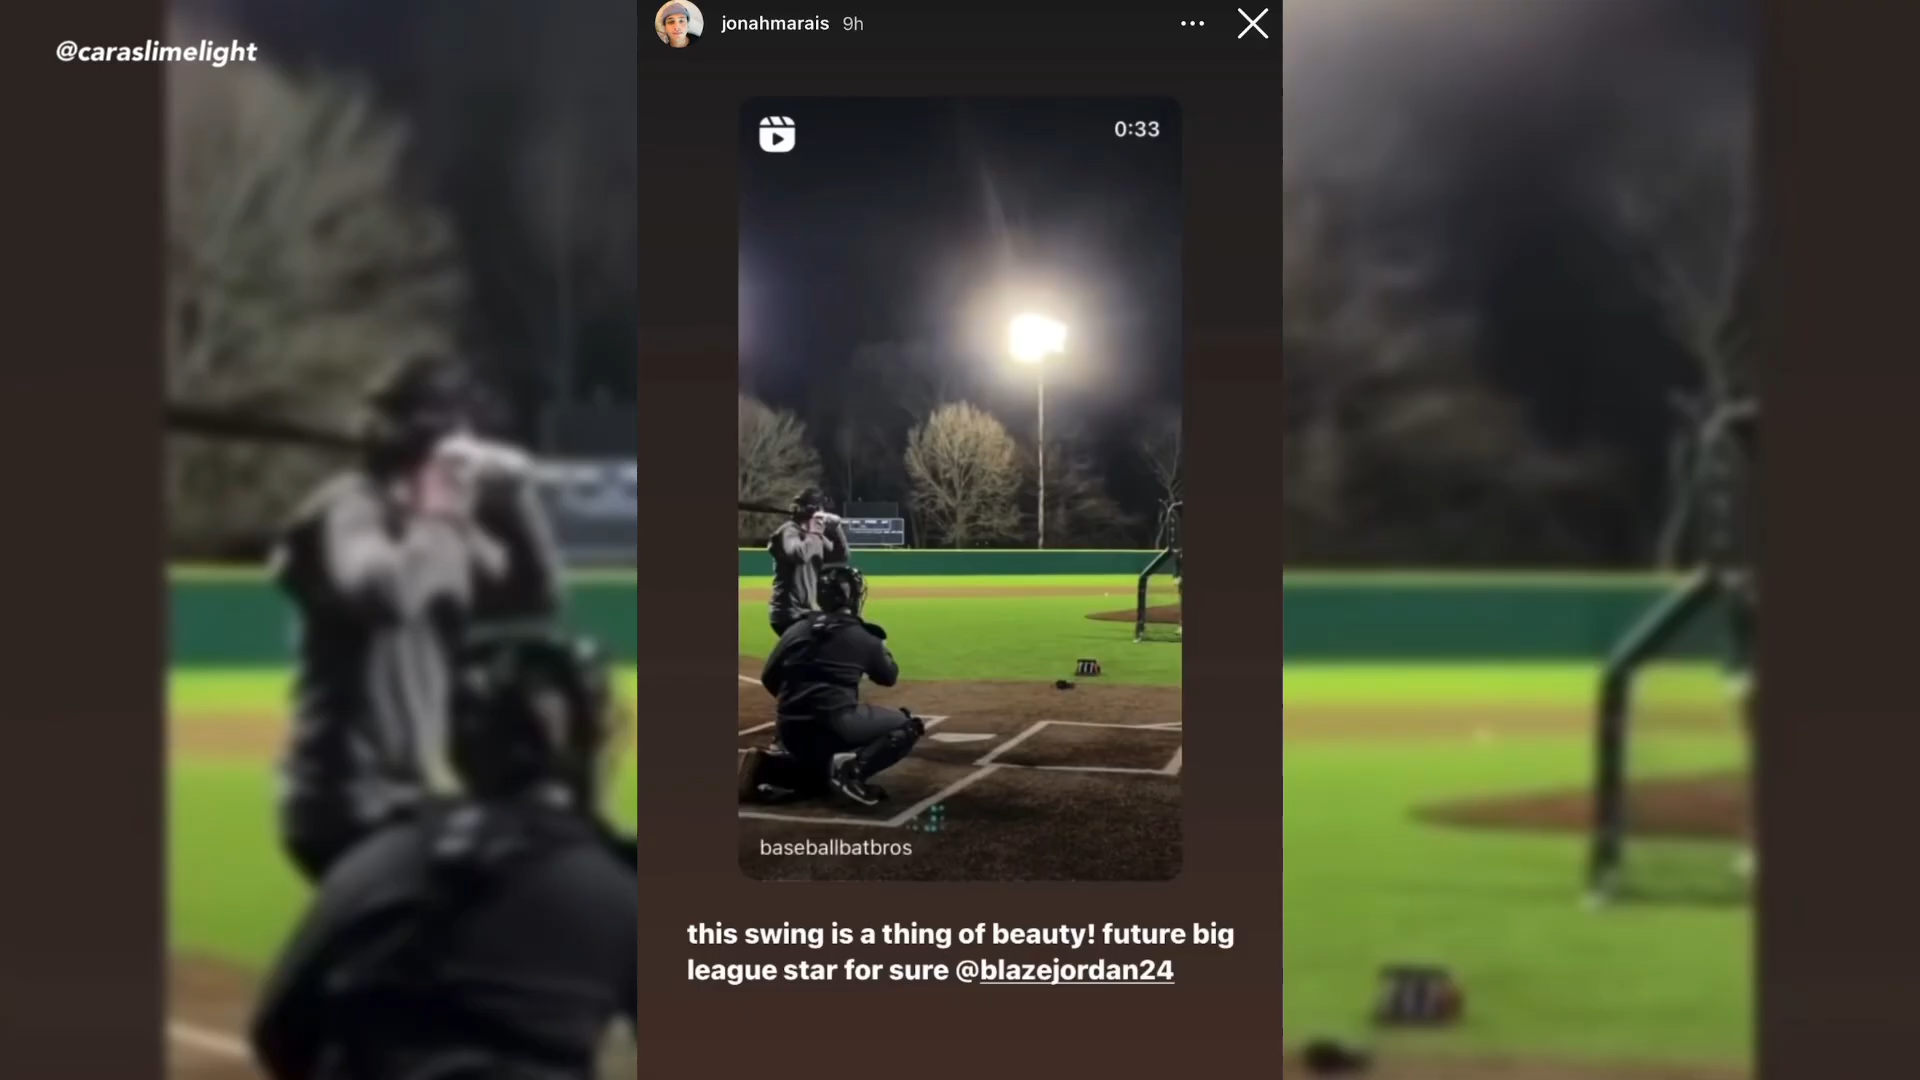 @caraslimelight
jonahmarais 9h
0:33
baseballbatbros
this swing is a thing of beauty! future big
league star for sure @blazejordan24